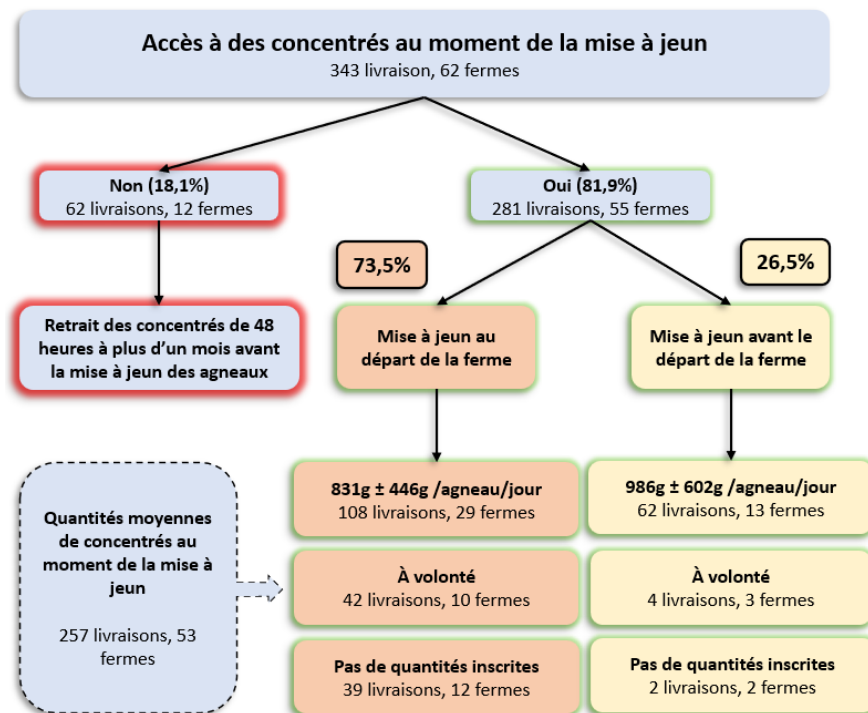 Accès à des concentrés au moment de la mise à jeun
343 livraison, 62 fermes
Non (18,1%)
62 livraisons, 12 fermes
Oui (81,9%)
281 livraisons, 55 fermes
73,5%
26,5%
Retrait des concentrés de 48
heures à plus d’un mois avant
la mise à jeun des agneaux
Mise à jeun au
départ de la ferme
Mise à jeun avant le
départ de la ferme
Quantités moyennes
de concentrés au
moment de la mise à
jeun
257 livraisons, 53
fermes
831g ± 446g /agneau/jour
108 livraisons, 29 fermes
986g ± 602g /agneau/jour
62 livraisons, 13 fermes
À volonté
42 livraisons, 10 fermes
À volonté
4 livraisons, 3 fermes
Pas de quantités inscrites
39 livraisons, 12 fermes
Pas de quantités inscrites
2 livraisons, 2 fermes